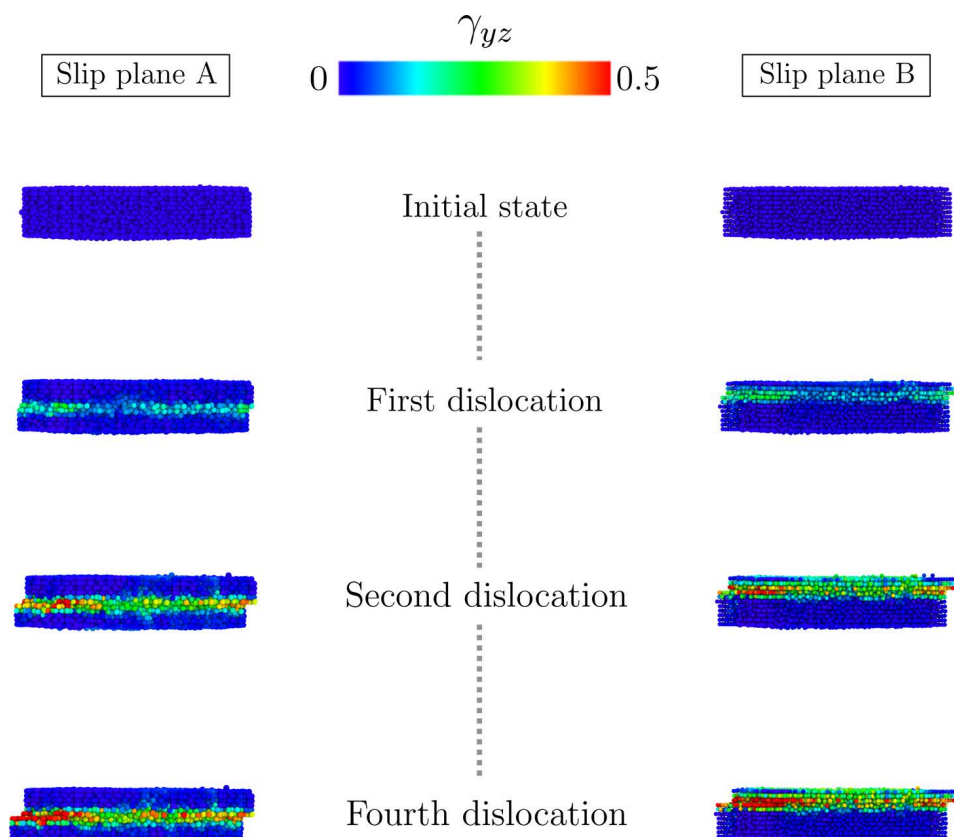 γyz
Slip plane A
0
0.5
Slip plane B
Initial state
First dislocation
Second dislocation
Fourth dislocation